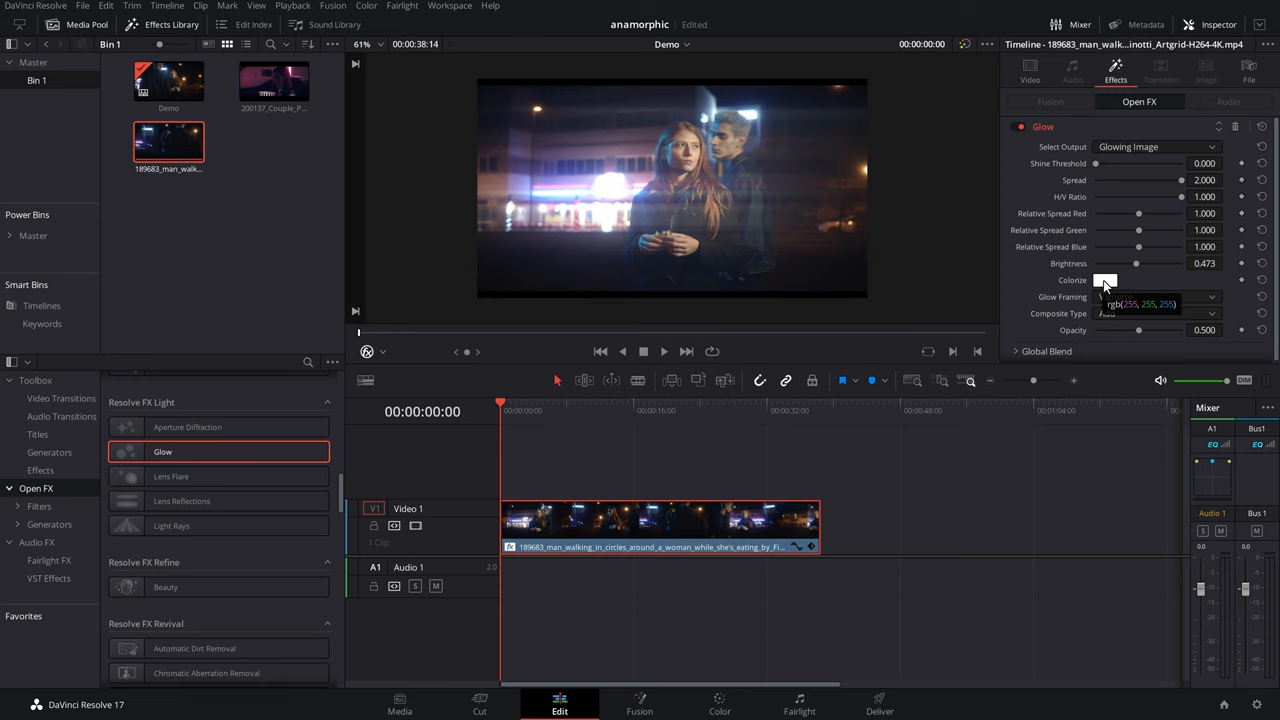 DaVinci Resolve File Edit Trim Timeline Clip Mark View Playback Fusion Color Fairlight Workspace Help
Media Pool Effects Library Edit Index Sound Library
anamorphic Edited
Mixer Metadata Inspector
Bin 1
61% 00:00:38:14 Demo 00:00:00:00
Timeline - 189683_man_walk...inotti_Artgrid-H264-4K.mp4
Master
Bin 1
Demo
200137_Couple_P...
189683_man_walk...
Power Bins
Master
Smart Bins
Timelines
Keywords
Video Audio Effects Transition Image File
Fusion Open FX Audio
Glow
Select Output Glowing Image
Shine Threshold 0.000
Spread 2.000
H/V Ratio 1.000
Relative Spread Red 1.000
Relative Spread Green 1.000
Relative Spread Blue 1.000
Brightness 0.473
Colorize
Glow Framing
rgb(255, 255, 255)
Composite Type
Opacity 0.500
Global Blend
Toolbox
Video Transitions
Audio Transitions
Titles
Generators
Effects
Open FX
Filters
Generators
Audio FX
Fairlight FX
VST Effects
Favorites
Resolve FX Light
Aperture Diffraction
Glow
Lens Flare
Lens Reflections
Light Rays
Resolve FX Refine
Beauty
Resolve FX Revival
Automatic Dirt Removal
Chromatic Aberration Removal
DIM
00:00:00:00
00:00:00:00 00:00:16:00 00:00:32:00 00:00:48:00 00:01:04:00 00:
V1 Video 1
1 Clip
fx 189683_man_walking_in_circles_around_a_woman_while_she's_eating_by_Fi...
A1 Audio 1 2.0
S M
Mixer
A1 Bus1
EQ EQ
Audio 1 Bus 1
S M M
0.0 0.0
DaVinci Resolve 17
Media Cut Edit Fusion Color Fairlight Deliver